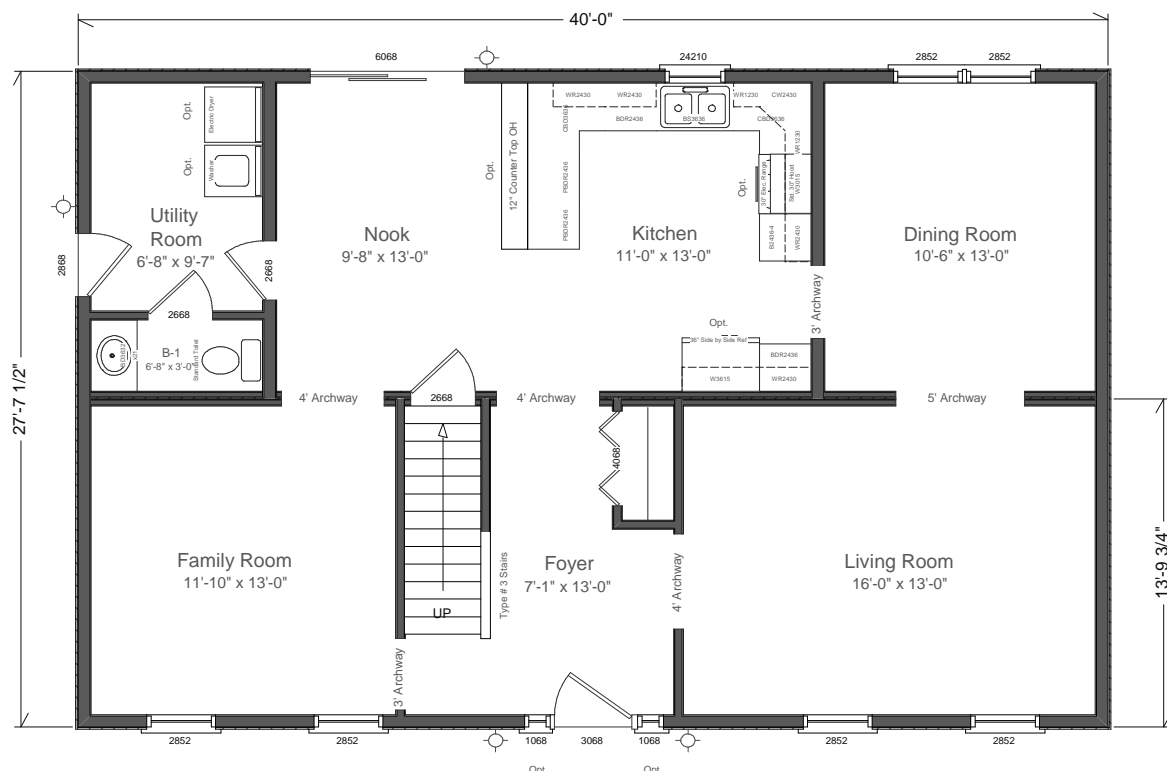 40'-0"
6068
24210
2852
2852
WR2430
WR2430
WR1230
CW2430
Opt.
Electric Dryer
CBD3636
BDR2436
BS3636
CBD3636
WR1230
12" Counter Top OH
Opt.
Washer
Opt.
PBDR2436
Opt.
30" Elec. Range
Std. 30" Hood
W3015
PBDR2436
B2436-4
WR2430
Utility
Room
6'-8" x 9'-7"
Nook
9'-8" x 13'-0"
Kitchen
11'-0" x 13'-0"
Dining Room
10'-6" x 13'-0"
2868
2668
2668
3' Archway
Opt.
36" Side by Side Ref
BDR2436
W3615
WR2430
B-1
6'-8" x 3'-0"
x21
Standard Toilet
27'-7 1/2"
4' Archway
2668
4' Archway
5' Archway
4068
Family Room
11'-10" x 13'-0"
UP
Type # 3 Stairs
Foyer
7'-1" x 13'-0"
4' Archway
Living Room
16'-0" x 13'-0"
13'-9 3/4"
3' Archway
2852
2852
1068
3068
1068
2852
2852
Opt.
Opt.